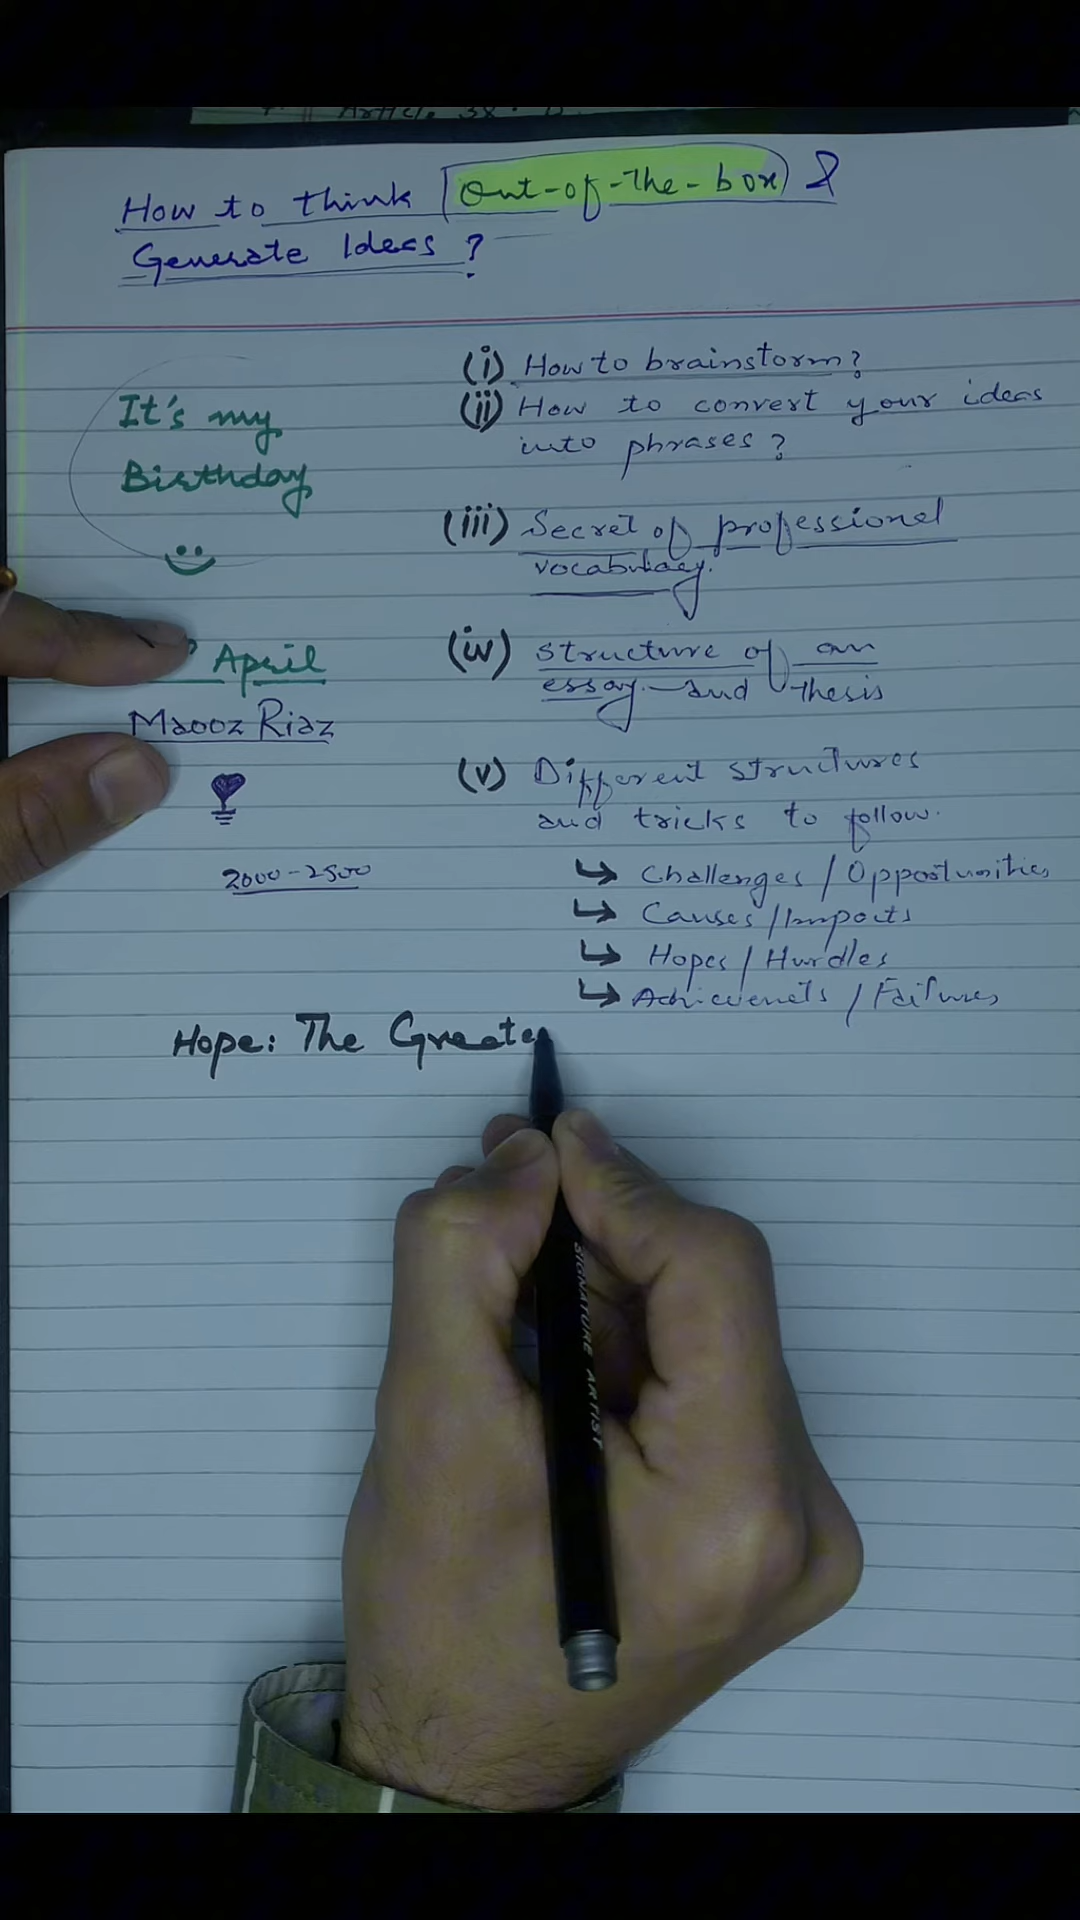 How to think Out-of-the-box &
Generate Ideas?
It's my
Birthday
April
Maooz Riaz
2000-2500
(i) How to brainstorm?
(ii) How to convert your ideas
into phrases?
(iii) Secret of professional
vocabulary.
(iv) structure of an
essay and thesis
(v) Different structures
and tricks to follow.
↳ Challenges / Opportunities
↳ Causes / Impacts
↳ Hopes / Hurdles
↳ Achievements / Failures
Hope: The Greate
SIGNATURE ARTIST